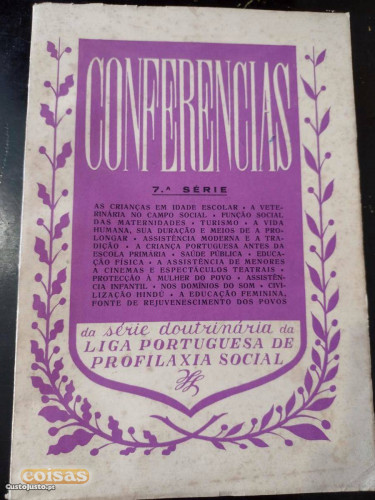 CONFERENCIAS
7.ª SÉRIE
AS CRIANÇAS EM IDADE ESCOLAR • A VETE-
RINÁRIA NO CAMPO SOCIAL • FUNÇÃO SOCIAL
DAS MATERNIDADES • TURISMO • A VIDA
HUMANA, SUA DURAÇÃO E MEIOS DE A PRO-
LONGAR • ASSISTÊNCIA MODERNA E A TRA-
DIÇÃO • A CRIANÇA PORTUGUESA ANTES DA
ESCOLA PRIMÁRIA • SAÚDE PÚBLICA • EDUCA-
ÇÃO FÍSICA • A ASSISTÊNCIA DE MENORES
A CINEMAS E ESPECTÁCULOS TEATRAIS •
PROTECÇÃO À MULHER DO POVO • ASSISTÊN-
CIA INFANTIL • NOS DOMÍNIOS DO SOM • CIVI-
LIZAÇÃO HINDÚ • A EDUCAÇÃO FEMININA,
FONTE DE REJUVENESCIMENTO DOS POVOS
da série doutrinária da
LIGA PORTUGUESA DE
PROFILAXIA SOCIAL
coisas
CustoJusto.pt